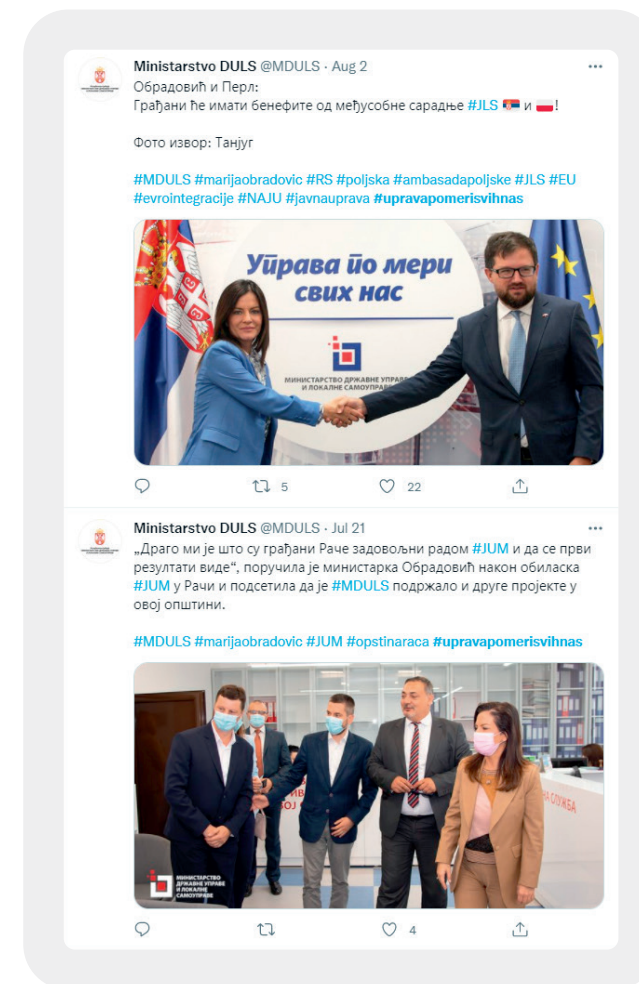 Ministarstvo DULS @MDULS · Aug 2
Обрадовић и Перл:
Грађани ће имати бенефите од међусобне сарадње #JLS 🇷🇸 и 🇵🇱!
Фото извор: Танјуг
#MDULS #marijaobradovic #RS #poljska #ambasadapoljske #JLS #EU
#evrointegracije #NAJU #javnauprava #upravapomerisvihnas
Управа по мери
свих нас
МИНИСТАРСТВО ДРЖАВНЕ УПРАВЕ
И ЛОКАЛНЕ САМОУПРАВЕ
5
22
Ministarstvo DULS @MDULS · Jul 21
„Драго ми је што су грађани Раче задовољни радом #JUM и да се први
резултати виде“, поручила је министарка Обрадовић након обиласка
#JUM у Рачи и подсетила да је #MDULS подржало и друге пројекте у
овој општини.
#MDULS #marijaobradovic #JUM #opstinaraca #upravapomerisvihnas
СЛУЖБА
МИНИСТАРСТВО
ДРЖАВНЕ УПРАВЕ
И ЛОКАЛНЕ
САМОУПРАВЕ
4